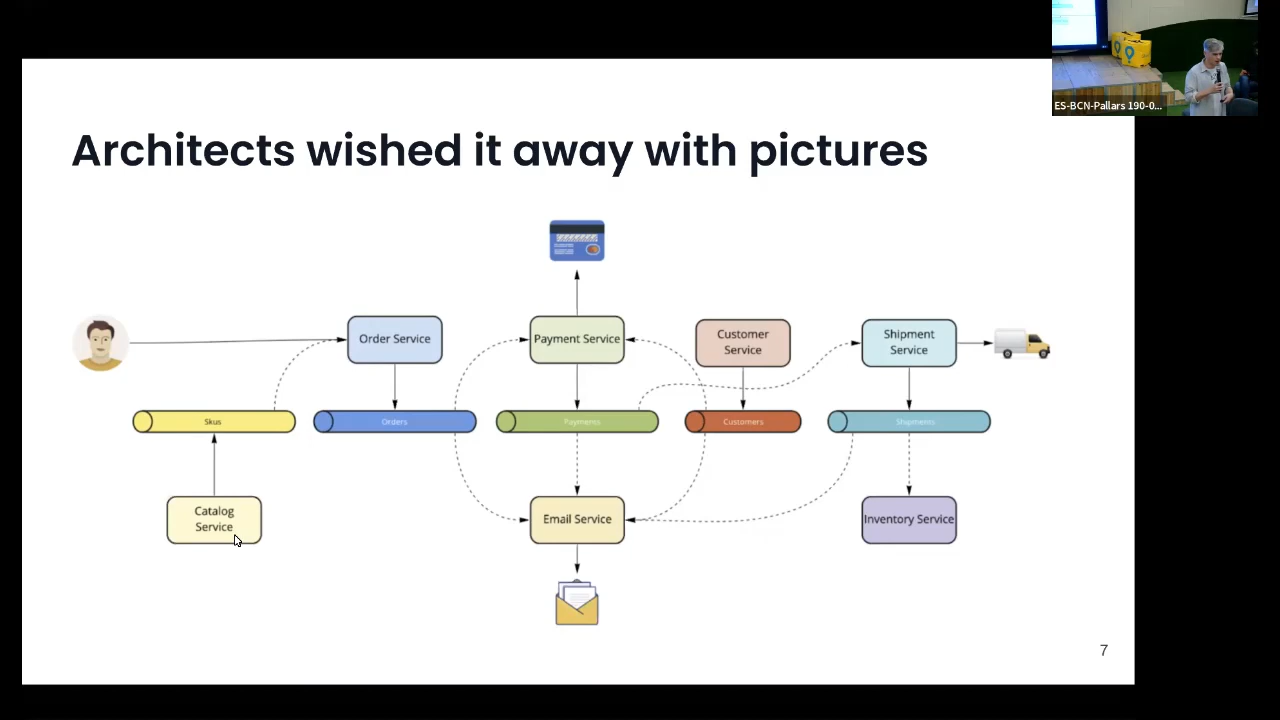 ES-BCN-Pallars 190-0...
Architects wished it away with pictures
Order Service
Payment Service
Customer
Service
Shipment
Service
Skus
Orders
Payments
Customers
Shipments
Catalog
Service
Email Service
Inventory Service
7